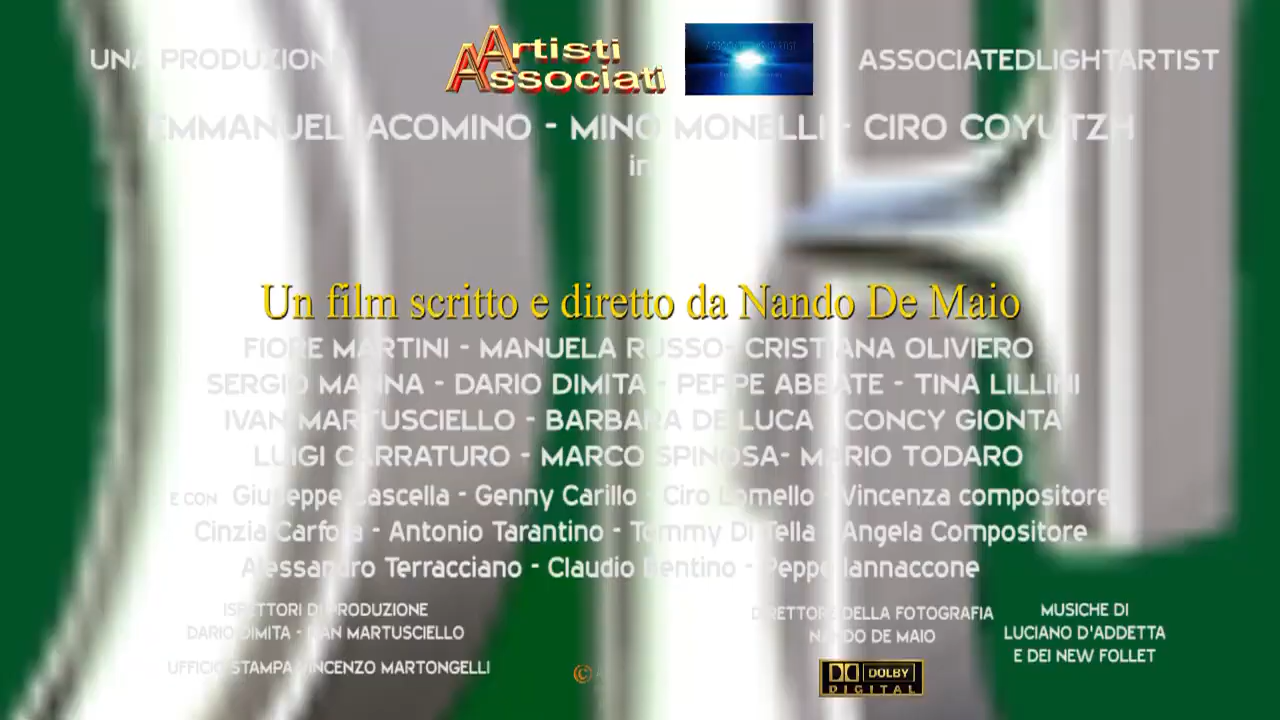 UNA PRODUZIONE Artisti Associati ASSOCIATEDLIGHTARTIST
EMMANUEL IACOMINO - MINO MONELLI - CIRO COYUTZH
in
Un film scritto e diretto da Nando De Maio
FIORE MARTINI - MANUELA RUSSO- CRISTIANA OLIVIERO
SERGIO MANNA - DARIO DIMITA - PEPPE ABBATE - TINA LILLINI
IVAN MARTUSCIELLO - BARBARA DE LUCA - CONCY GIONTA
LUIGI CARRATURO - MARCO SPINOSA- MARIO TODARO
E CON Giuseppe Cascella - Genny Carillo - Ciro Lomello - Vincenza compositore
Cinzia Carfora - Antonio Tarantino - Tommy Di Tella - Angela Compositore
Alessandro Terracciano - Claudio Bentino - Peppe Iannaccone
ISPETTORI DI PRODUZIONE
DARIO DIMITA - IVAN MARTUSCIELLO
UFFICIO STAMPA VINCENZO MARTONGELLI
©
DIRETTORE DELLA FOTOGRAFIA
NANDO DE MAIO
DOLBY
DIGITAL
MUSICHE DI
LUCIANO D'ADDETTA
E DEI NEW FOLLET